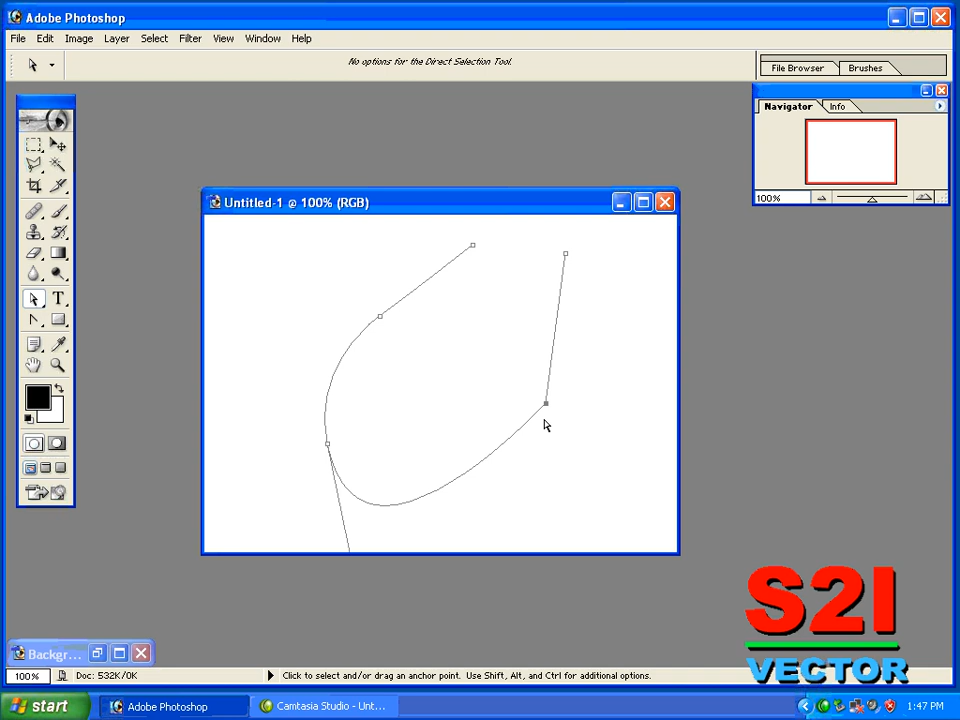 Adobe Photoshop
File Edit Image Layer Select Filter View Window Help
No options for the Direct Selection Tool.
File Browser Brushes
Navigator Info
100%
Untitled-1 @ 100% (RGB)
T
S2I
VECTOR
Backgr...
100% Doc: 532K/0K Click to select and/or drag an anchor point. Use Shift, Alt, and Ctrl for additional options.
start Adobe Photoshop Camtasia Studio - Unt... 1:47 PM